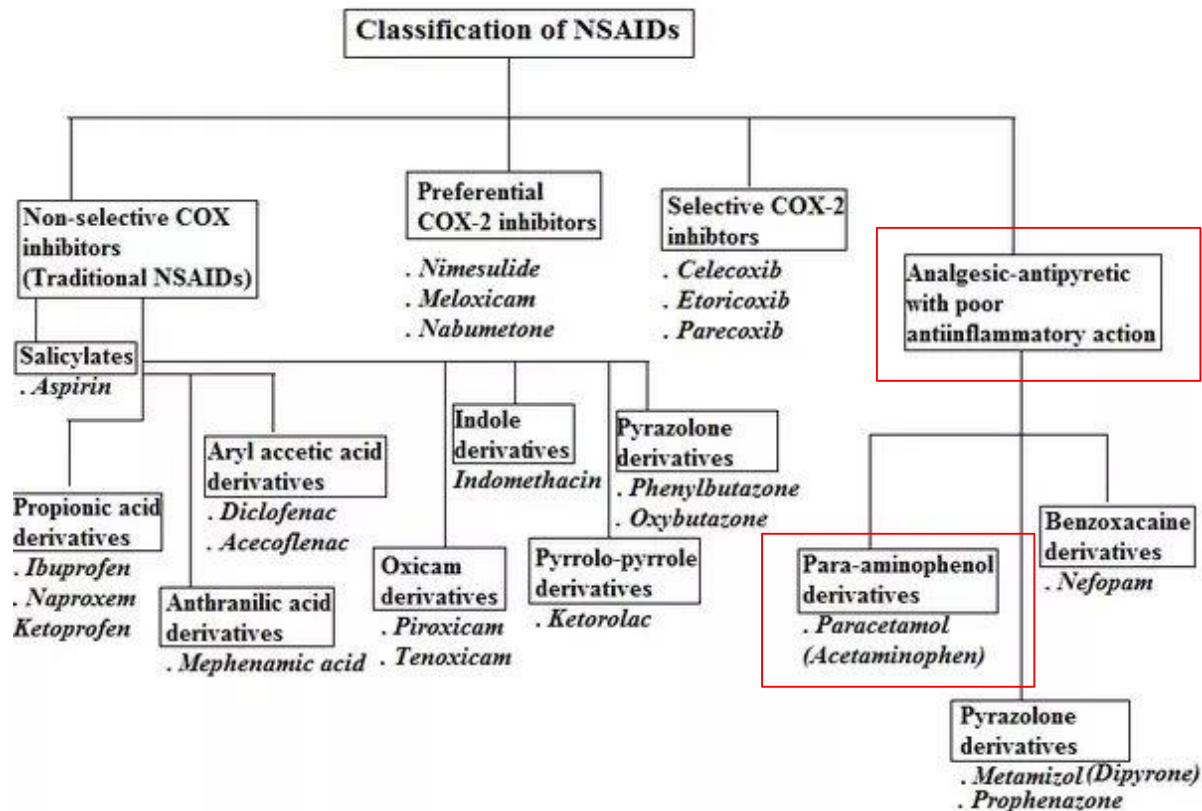 Classification of NSAIDs
Non-selective COX
inhibitors
(Traditional NSAIDs)
Salicylates
. Aspirin
Propionic acid
derivatives
. Ibuprofen
. Naproxem
Ketoprofen
Anthranilic acid
derivatives
. Mephenamic acid
Aryl accetic acid
derivatives
. Diclofenac
. Acecoflenac
Oxicam
derivatives
. Piroxicam
. Tenoxicam
Indole
derivatives
Indomethacin
Pyrrolo-pyrrole
derivatives
. Ketorolac
Pyrazolone
derivatives
. Phenylbutazone
. Oxybutazone
Preferential
COX-2 inhibitors
. Nimesulide
. Meloxicam
. Nabumetone
Selective COX-2
inhibtors
. Celecoxib
. Etoricoxib
. Parecoxib
Analgesic-antipyretic
with poor
antiinflammatory action
Para-aminophenol
derivatives
. Paracetamol
(Acetaminophen)
Benzoxacaine
derivatives
. Nefopam
Pyrazolone
derivatives
. Metamizol (Dipyrone)
. Prophenazone